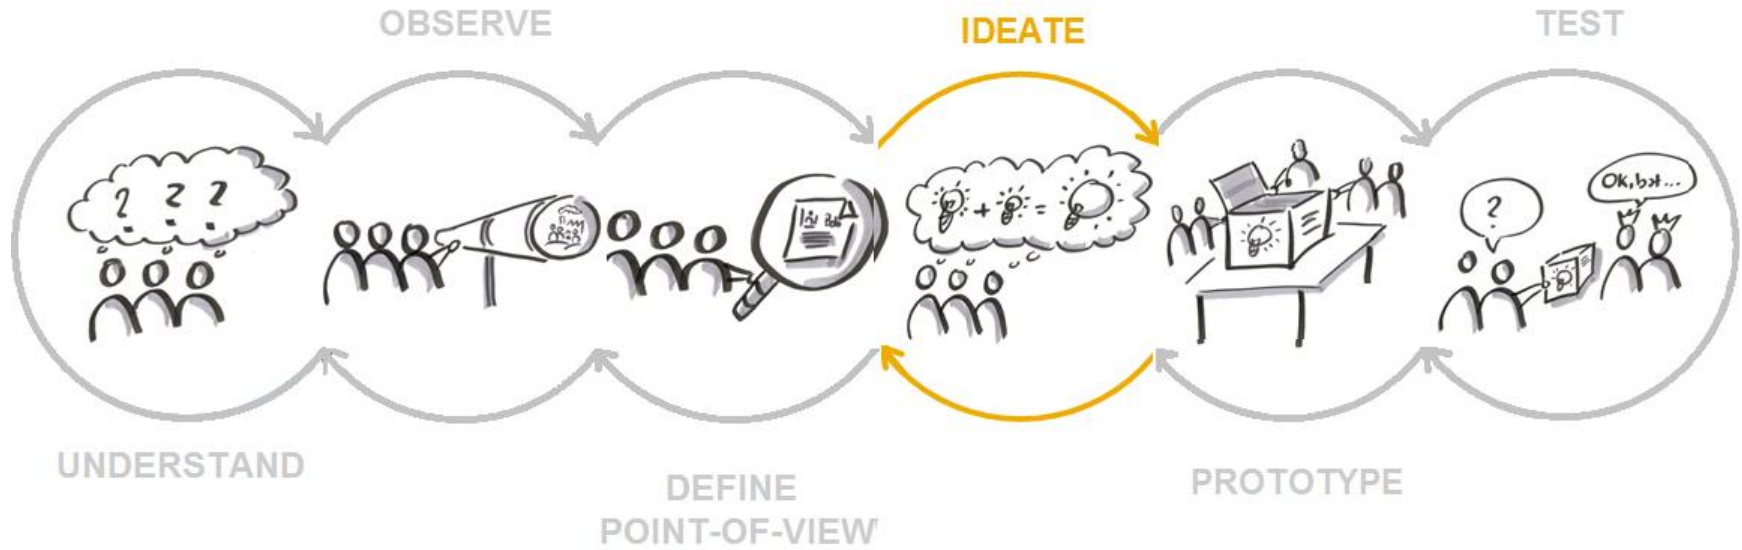 OBSERVE
IDEATE
TEST
? ? ?
+ =
?
Ok, but...
UNDERSTAND
DEFINE
POINT-OF-VIEW
PROTOTYPE